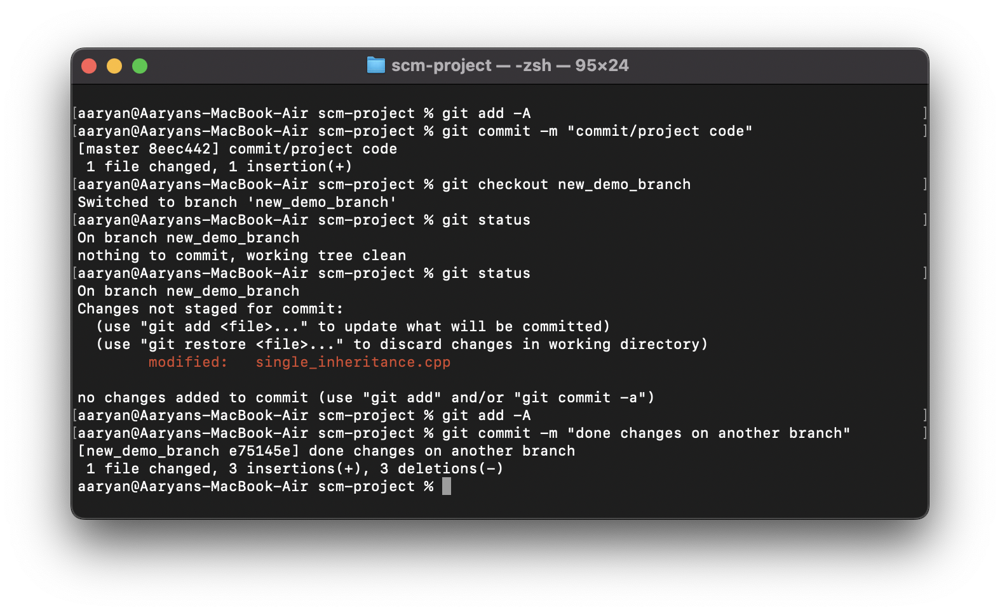 scm-project — -zsh — 95×24
[aaryan@Aaryans-MacBook-Air scm-project % git add -A ]
[aaryan@Aaryans-MacBook-Air scm-project % git commit -m "commit/project code" ]
[master 8eec442] commit/project code
 1 file changed, 1 insertion(+)
[aaryan@Aaryans-MacBook-Air scm-project % git checkout new_demo_branch ]
Switched to branch 'new_demo_branch'
[aaryan@Aaryans-MacBook-Air scm-project % git status ]
On branch new_demo_branch
nothing to commit, working tree clean
[aaryan@Aaryans-MacBook-Air scm-project % git status ]
On branch new_demo_branch
Changes not staged for commit:
  (use "git add <file>..." to update what will be committed)
  (use "git restore <file>..." to discard changes in working directory)
        modified:   single_inheritance.cpp
no changes added to commit (use "git add" and/or "git commit -a")
[aaryan@Aaryans-MacBook-Air scm-project % git add -A ]
[aaryan@Aaryans-MacBook-Air scm-project % git commit -m "done changes on another branch" ]
[new_demo_branch e75145e] done changes on another branch
 1 file changed, 3 insertions(+), 3 deletions(-)
aaryan@Aaryans-MacBook-Air scm-project %